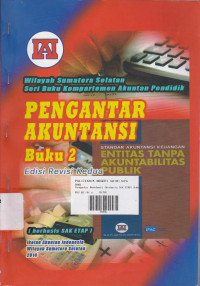 IAI
Wilayah Sumatera Selatan
Seri Buku Kompartemen Akuntan Pendidik
PENGANTAR
AKUNTANSI
Buku 2
Edisi Revisi Kedua
STANDAR AKUNTANSI KEUANGAN
ENTITAS TANPA
AKUNTABILITAS
PUBLIK
( berbasis SAK ETAP )
Ikatan Akuntan Indonesia
Wilayah Sumatera Selatan
2014